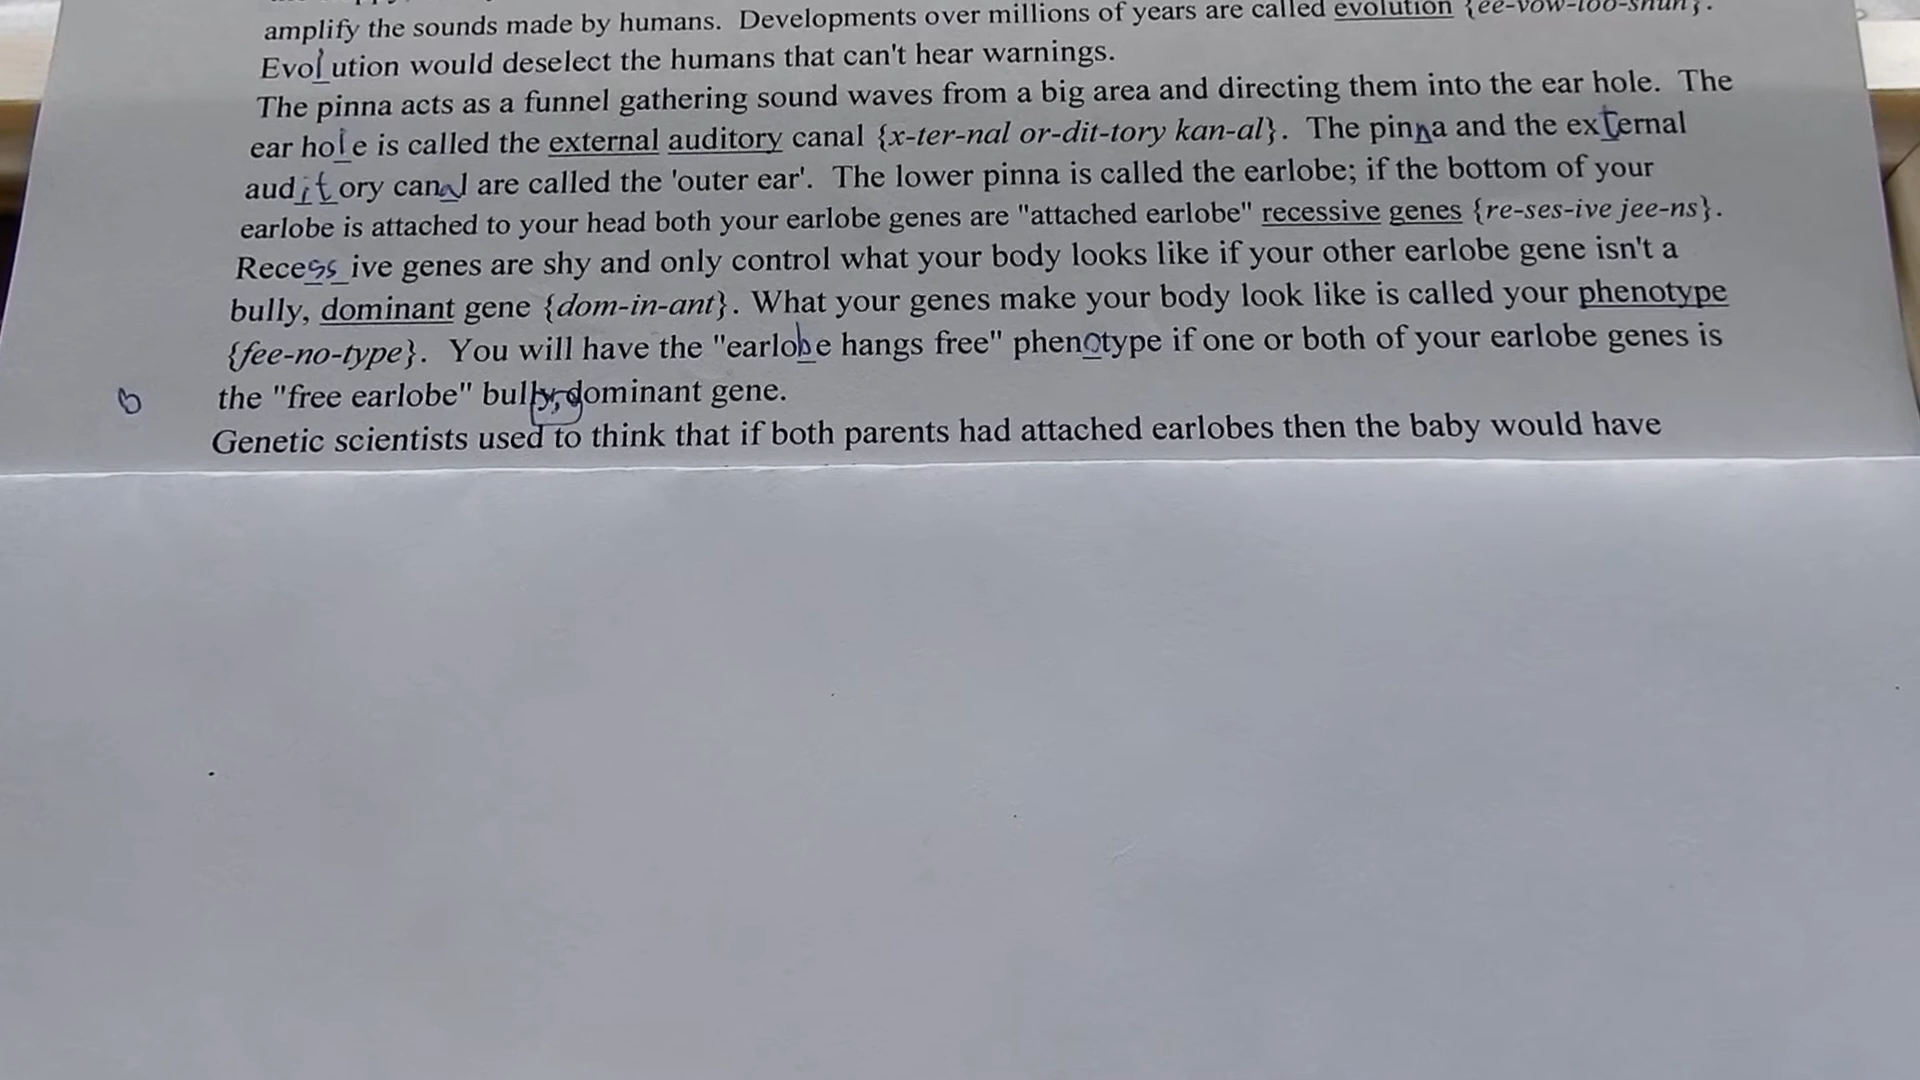 amplify the sounds made by humans. Developments over millions of years are called evolution {ee-vow-loo-shun}.
Evolution would deselect the humans that can't hear warnings.
The pinna acts as a funnel gathering sound waves from a big area and directing them into the ear hole. The
ear hole is called the external auditory canal {x-ter-nal or-dit-tory kan-al}. The pinna and the external
auditory canal are called the 'outer ear'. The lower pinna is called the earlobe; if the bottom of your
earlobe is attached to your head both your earlobe genes are "attached earlobe" recessive genes {re-ses-ive jee-ns}.
Recessive genes are shy and only control what your body looks like if your other earlobe gene isn't a
bully, dominant gene {dom-in-ant}. What your genes make your body look like is called your phenotype
{fee-no-type}. You will have the "earlobe hangs free" phenotype if one or both of your earlobe genes is
the "free earlobe" bully, dominant gene.
Genetic scientists used to think that if both parents had attached earlobes then the baby would have